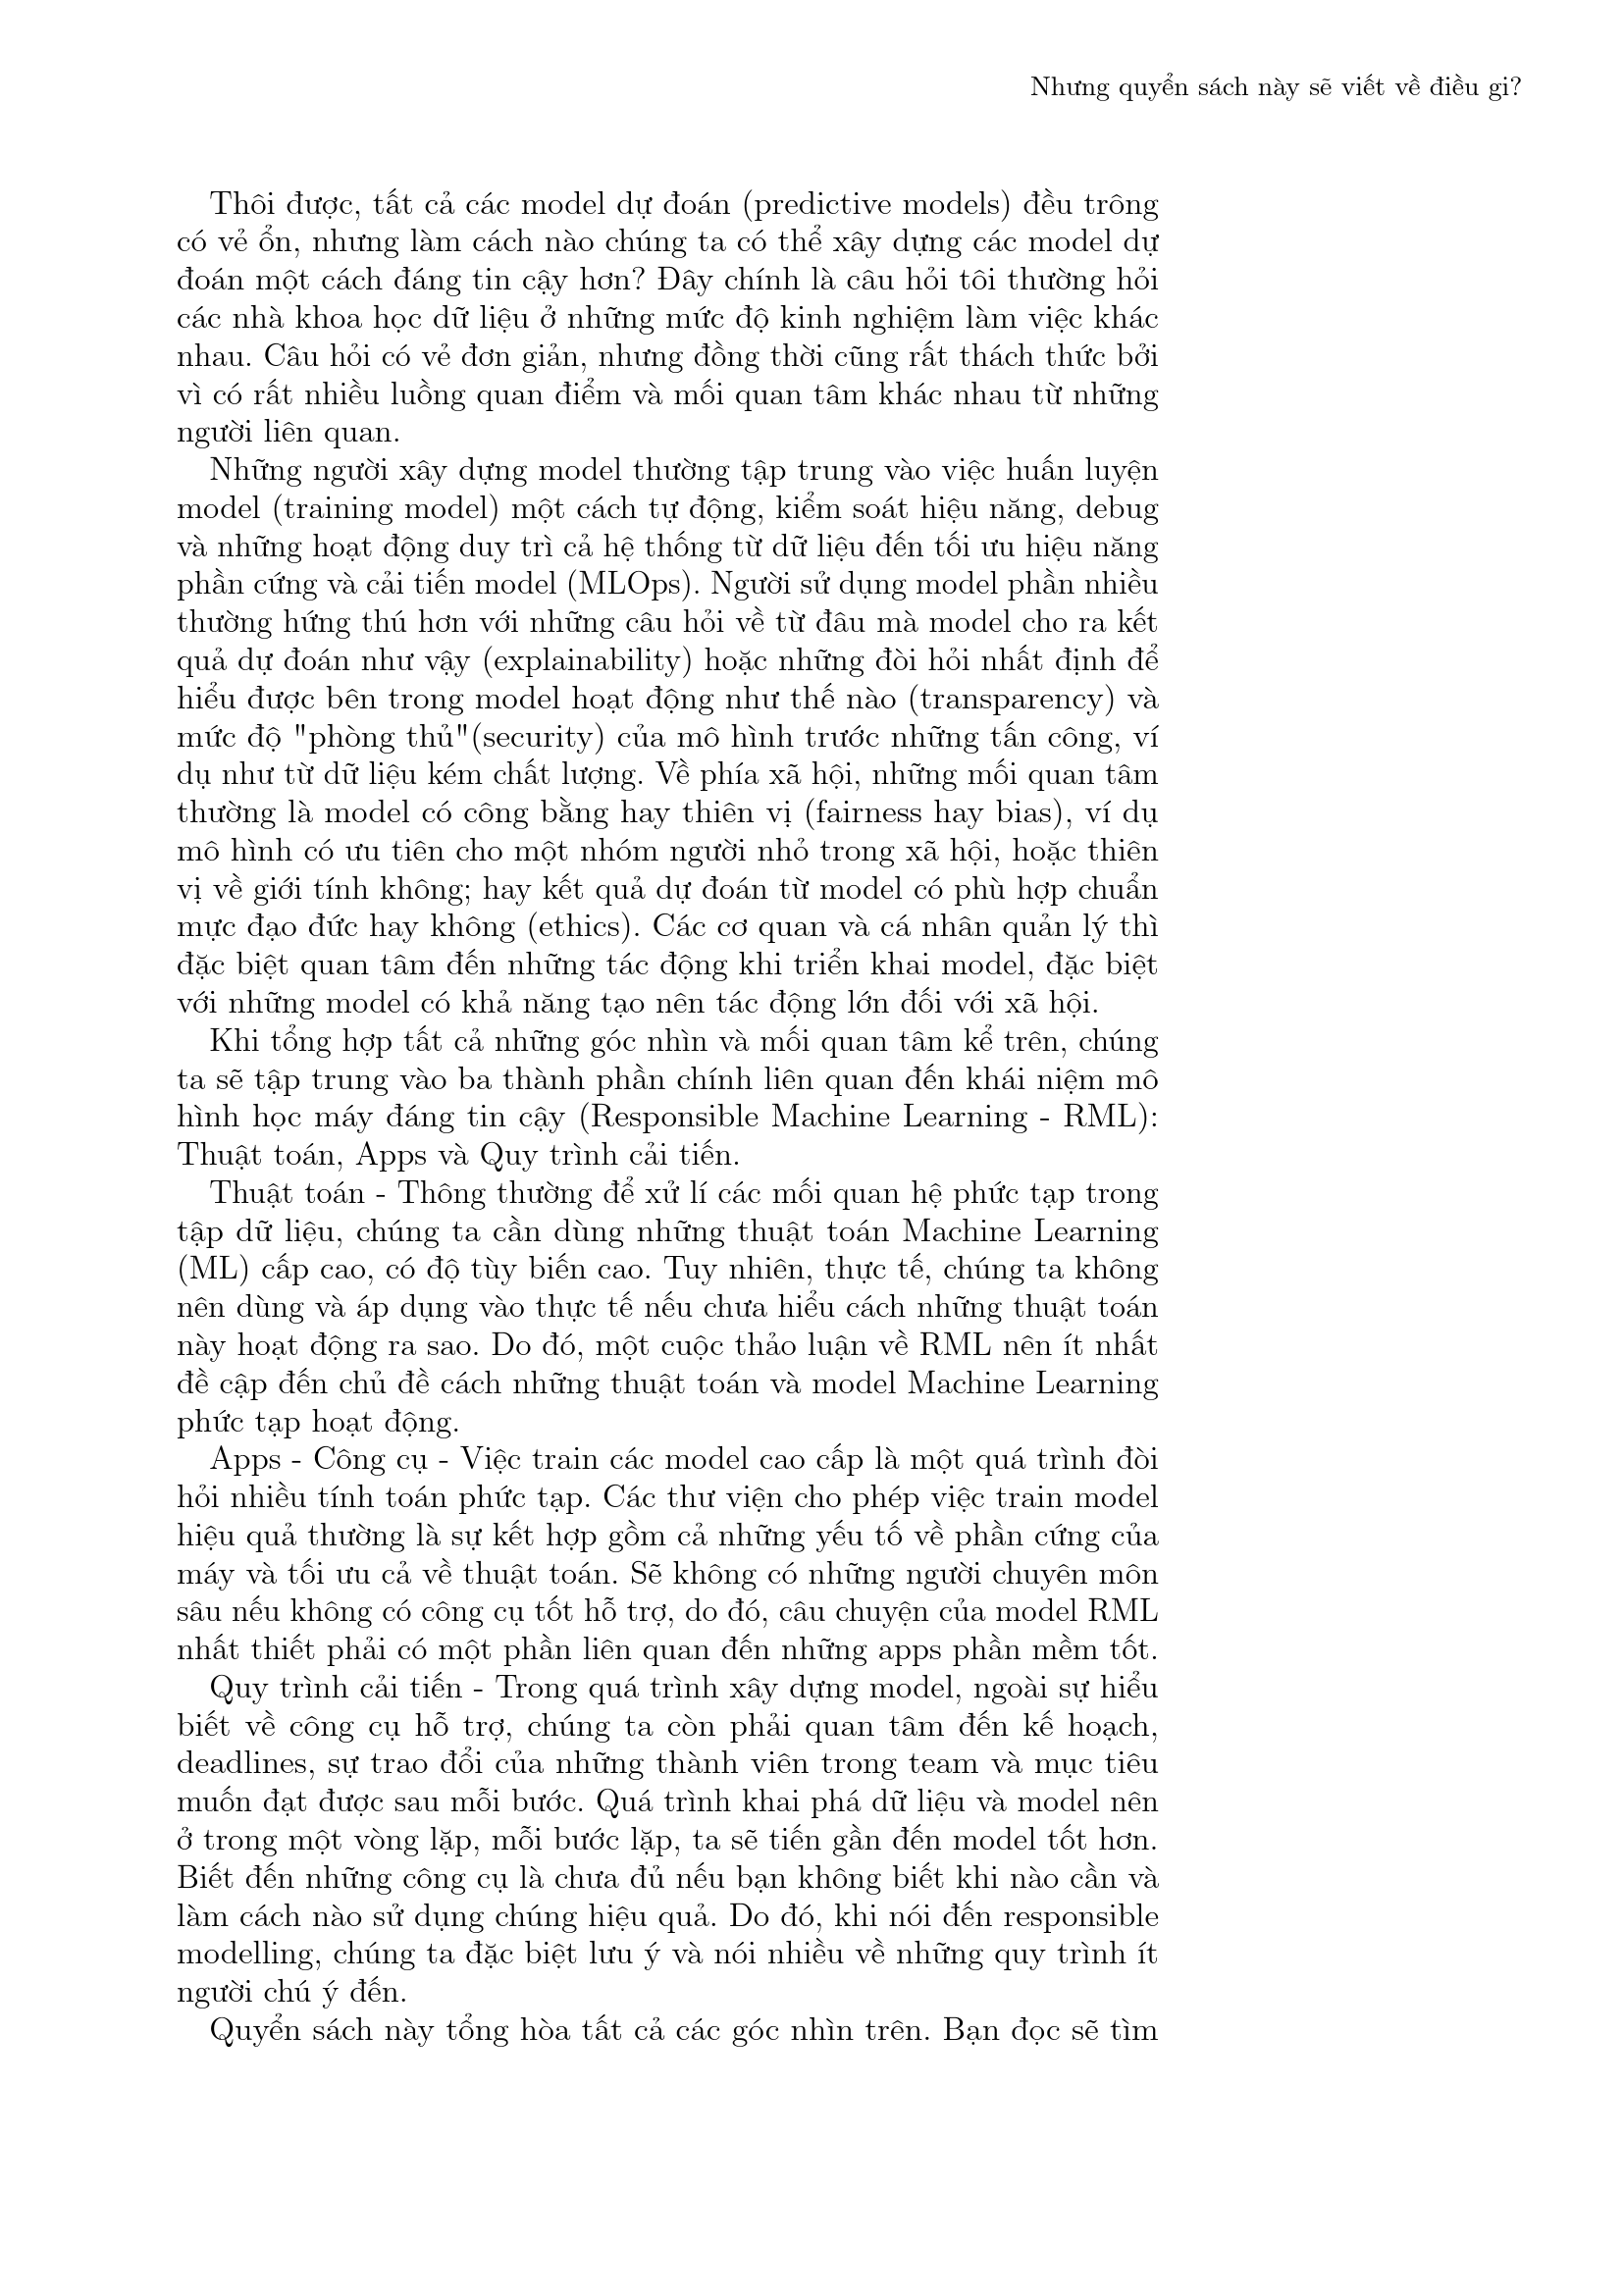 Nhưng quyển sách này sẽ viết về điều gi?
Thôi được, tất cả các model dự đoán (predictive models) đều trông
có vẻ ổn, nhưng làm cách nào chúng ta có thể xây dựng các model dự
đoán một cách đáng tin cậy hơn? Đây chính là câu hỏi tôi thường hỏi
các nhà khoa học dữ liệu ở những mức độ kinh nghiệm làm việc khác
nhau. Câu hỏi có vẻ đơn giản, nhưng đồng thời cũng rất thách thức bởi
vì có rất nhiều luồng quan điểm và mối quan tâm khác nhau từ những
người liên quan.
Những người xây dựng model thường tập trung vào việc huấn luyện
model (training model) một cách tự động, kiểm soát hiệu năng, debug
và những hoạt động duy trì cả hệ thống từ dữ liệu đến tối ưu hiệu năng
phần cứng và cải tiến model (MLOps). Người sử dụng model phần nhiều
thường hứng thú hơn với những câu hỏi về từ đâu mà model cho ra kết
quả dự đoán như vậy (explainability) hoặc những đòi hỏi nhất định để
hiểu được bên trong model hoạt động như thế nào (transparency) và
mức độ "phòng thủ"(security) của mô hình trước những tấn công, ví
dụ như từ dữ liệu kém chất lượng. Về phía xã hội, những mối quan tâm
thường là model có công bằng hay thiên vị (fairness hay bias), ví dụ
mô hình có ưu tiên cho một nhóm người nhỏ trong xã hội, hoặc thiên
vị về giới tính không; hay kết quả dự đoán từ model có phù hợp chuẩn
mực đạo đức hay không (ethics). Các cơ quan và cá nhân quản lý thì
đặc biệt quan tâm đến những tác động khi triển khai model, đặc biệt
với những model có khả năng tạo nên tác động lớn đối với xã hội.
Khi tổng hợp tất cả những góc nhìn và mối quan tâm kể trên, chúng
ta sẽ tập trung vào ba thành phần chính liên quan đến khái niệm mô
hình học máy đáng tin cậy (Responsible Machine Learning - RML):
Thuật toán, Apps và Quy trình cải tiến.
Thuật toán - Thông thường để xử lí các mối quan hệ phức tạp trong
tập dữ liệu, chúng ta cần dùng những thuật toán Machine Learning
(ML) cấp cao, có độ tùy biến cao. Tuy nhiên, thực tế, chúng ta không
nên dùng và áp dụng vào thực tế nếu chưa hiểu cách những thuật toán
này hoạt động ra sao. Do đó, một cuộc thảo luận về RML nên ít nhất
đề cập đến chủ đề cách những thuật toán và model Machine Learning
phức tạp hoạt động.
Apps - Công cụ - Việc train các model cao cấp là một quá trình đòi
hỏi nhiều tính toán phức tạp. Các thư viện cho phép việc train model
hiệu quả thường là sự kết hợp gồm cả những yếu tố về phần cứng của
máy và tối ưu cả về thuật toán. Sẽ không có những người chuyên môn
sâu nếu không có công cụ tốt hỗ trợ, do đó, câu chuyện của model RML
nhất thiết phải có một phần liên quan đến những apps phần mềm tốt.
Quy trình cải tiến - Trong quá trình xây dựng model, ngoài sự hiểu
biết về công cụ hỗ trợ, chúng ta còn phải quan tâm đến kế hoạch,
deadlines, sự trao đổi của những thành viên trong team và mục tiêu
muốn đạt được sau mỗi bước. Quá trình khai phá dữ liệu và model nên
ở trong một vòng lặp, mỗi bước lặp, ta sẽ tiến gần đến model tốt hơn.
Biết đến những công cụ là chưa đủ nếu bạn không biết khi nào cần và
làm cách nào sử dụng chúng hiệu quả. Do đó, khi nói đến responsible
modelling, chúng ta đặc biệt lưu ý và nói nhiều về những quy trình ít
người chú ý đến.
Quyển sách này tổng hòa tất cả các góc nhìn trên. Bạn đọc sẽ tìm